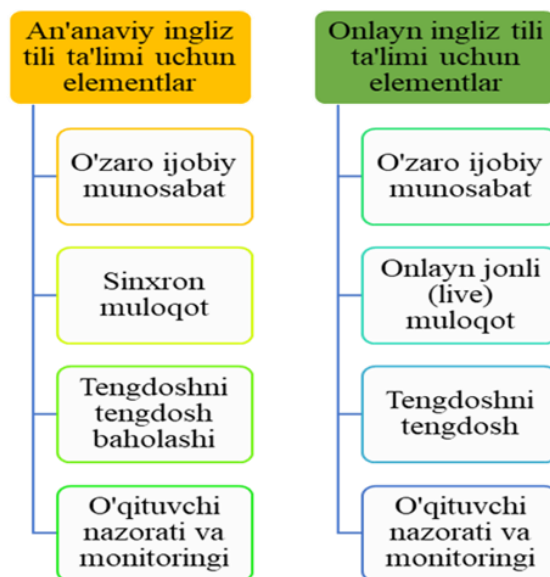 An'anaviy ingliz
tili ta'limi uchun
elementlar
O'zaro ijobiy
munosabat
Sinxron
muloqot
Tengdoshni
tengdosh
baholashi
O'qituvchi
nazorati va
monitoringi
Onlayn ingliz tili
ta'limi uchun
elementlar
O'zaro ijobiy
munosabat
Onlayn jonli
(live)
muloqot
Tengdoshni
tengdosh
O'qituvchi
nazorati va
monitoringi